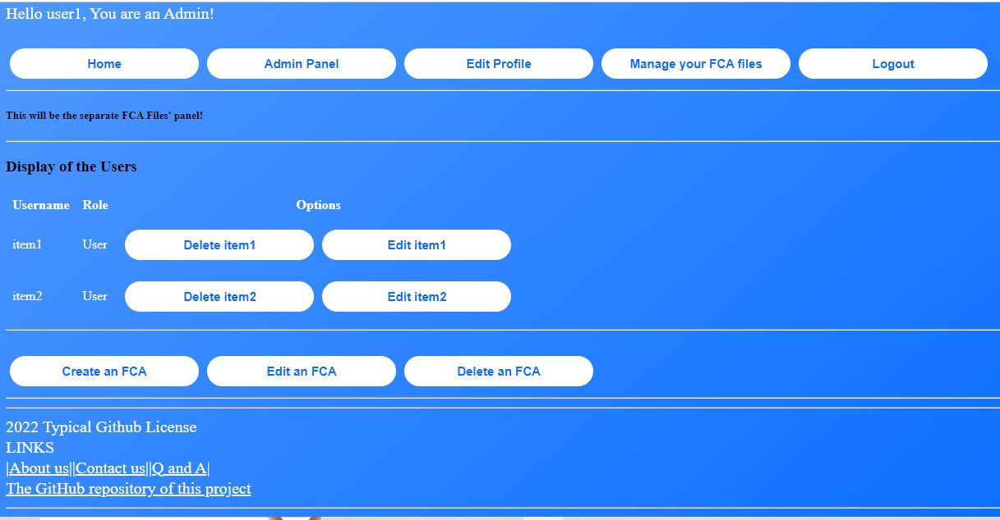 Hello user1, You are an Admin!
Home Admin Panel Edit Profile Manage your FCA files Logout
This will be the separate FCA Files' panel!
Display of the Users
Username Role Options
item1 User Delete item1 Edit item1
item2 User Delete item2 Edit item2
Create an FCA Edit an FCA Delete an FCA
2022 Typical Github License
LINKS
|About us||Contact us||Q and A|
The GitHub repository of this project